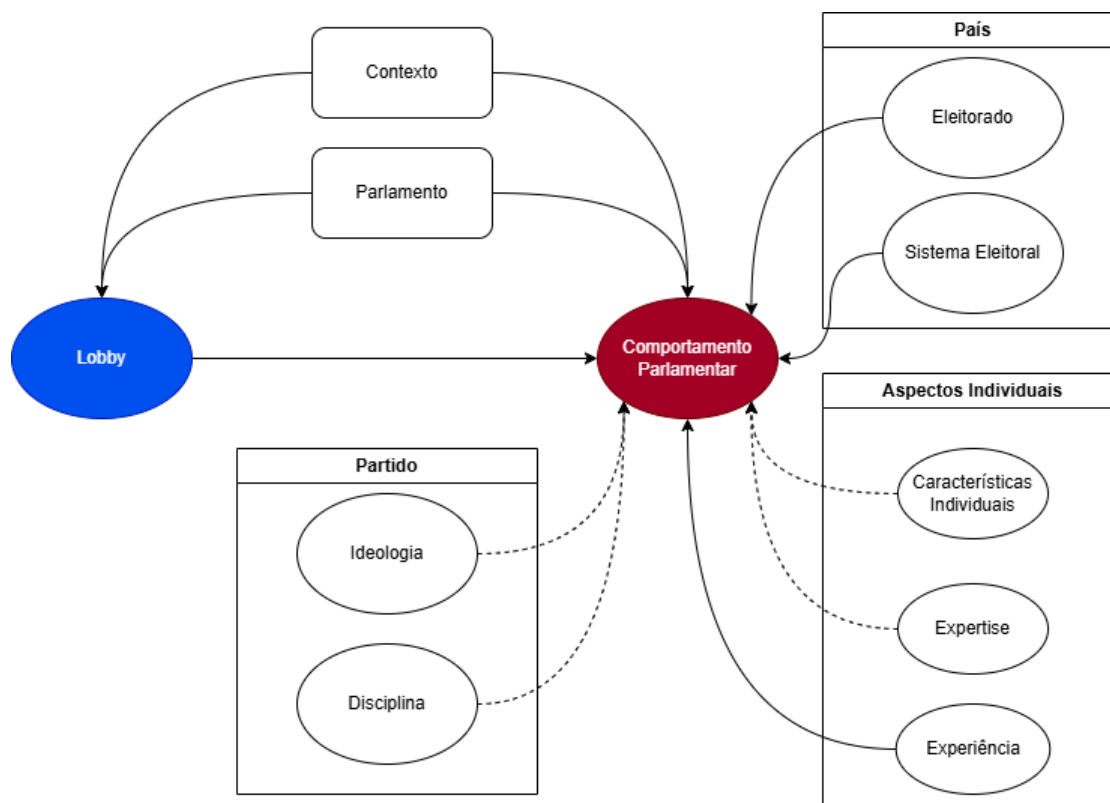 País
Contexto
Eleitorado
Parlamento
Sistema Eleitoral
Lobby
Comportamento
Parlamentar
Aspectos Individuais
Partido
Características
Individuais
Ideologia
Expertise
Disciplina
Experiência